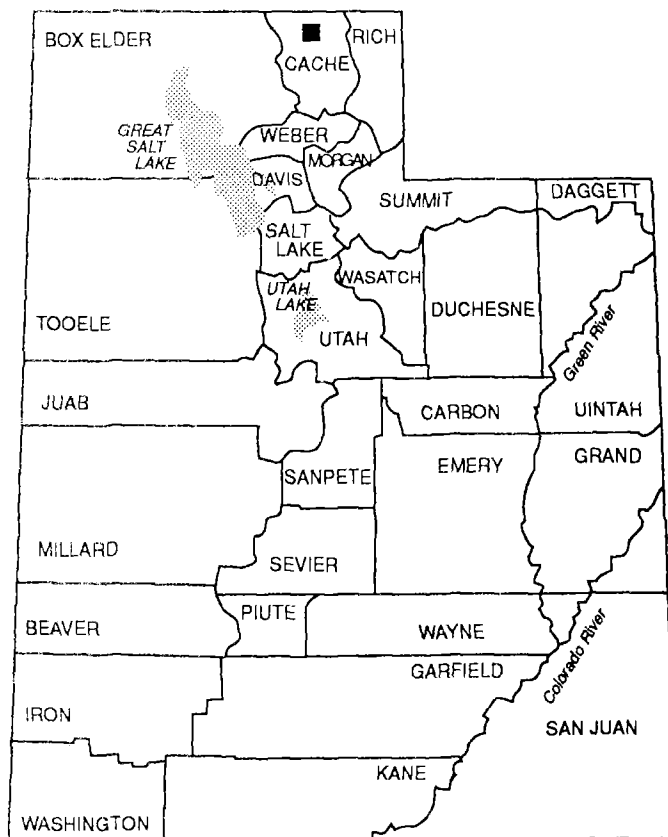 BOX ELDER
RICH
CACHE
GREAT
SALT
LAKE
WEBER
MORGAN
DAVIS
SUMMIT
DAGGETT
SALT
LAKE
WASATCH
UTAH
LAKE
TOOELE
UTAH
DUCHESNE
Green River
JUAB
CARBON
UINTAH
SANPETE
EMERY
GRAND
MILLARD
SEVIER
PIUTE
BEAVER
WAYNE
Colorado River
GARFIELD
IRON
SAN JUAN
KANE
WASHINGTON